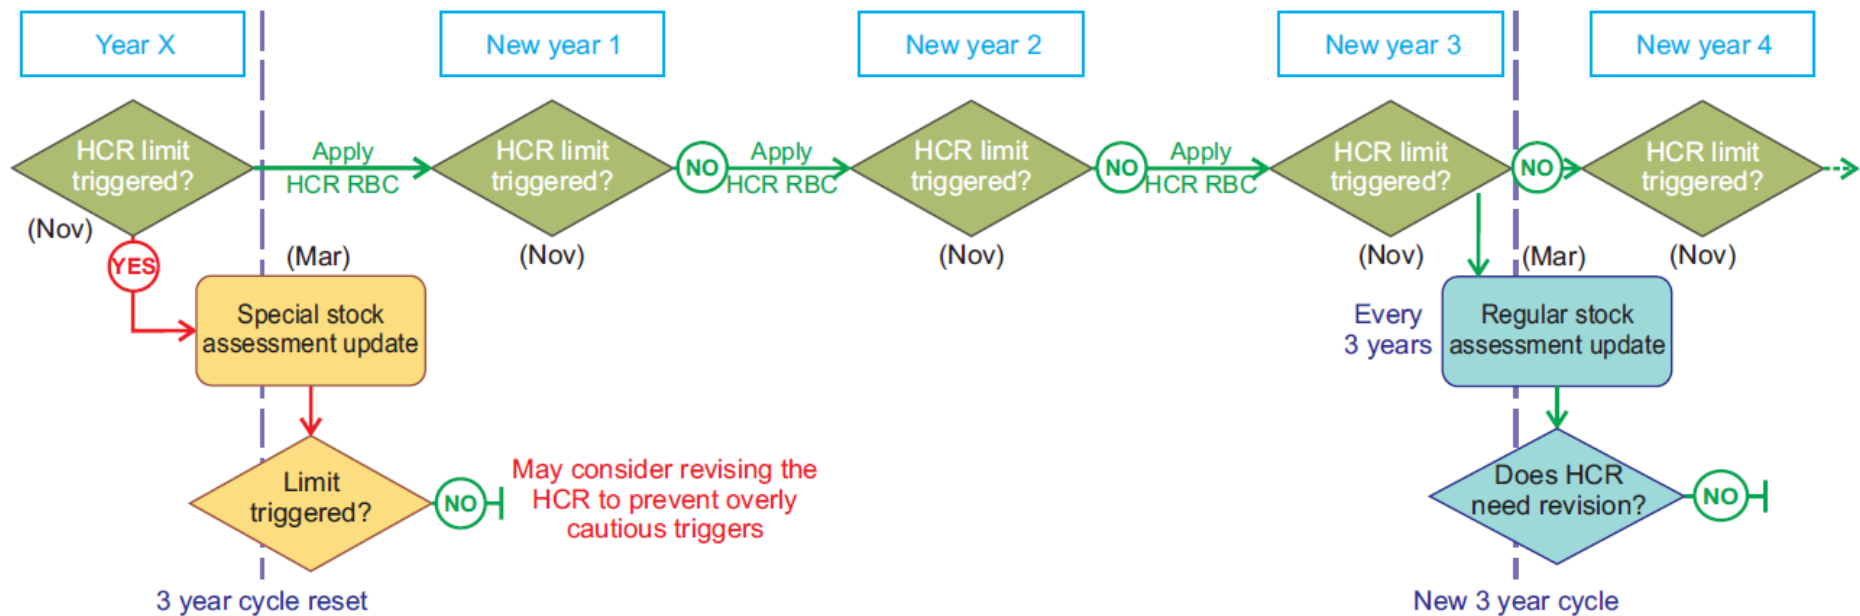 Year X
New year 1
New year 2
New year 3
New year 4
HCR limit
triggered?
Apply
HCR RBC
HCR limit
triggered?
NO
Apply
HCR RBC
HCR limit
triggered?
NO
Apply
HCR RBC
HCR limit
triggered?
NO
HCR limit
triggered?
(Nov)
(Nov)
(Nov)
(Nov)
(Nov)
YES
(Mar)
(Mar)
Special stock
assessment update
Every
3 years
Regular stock
assessment update
Limit
triggered?
NO
May consider revising the
HCR to prevent overly
cautious triggers
Does HCR
need revision?
NO
3 year cycle reset
New 3 year cycle